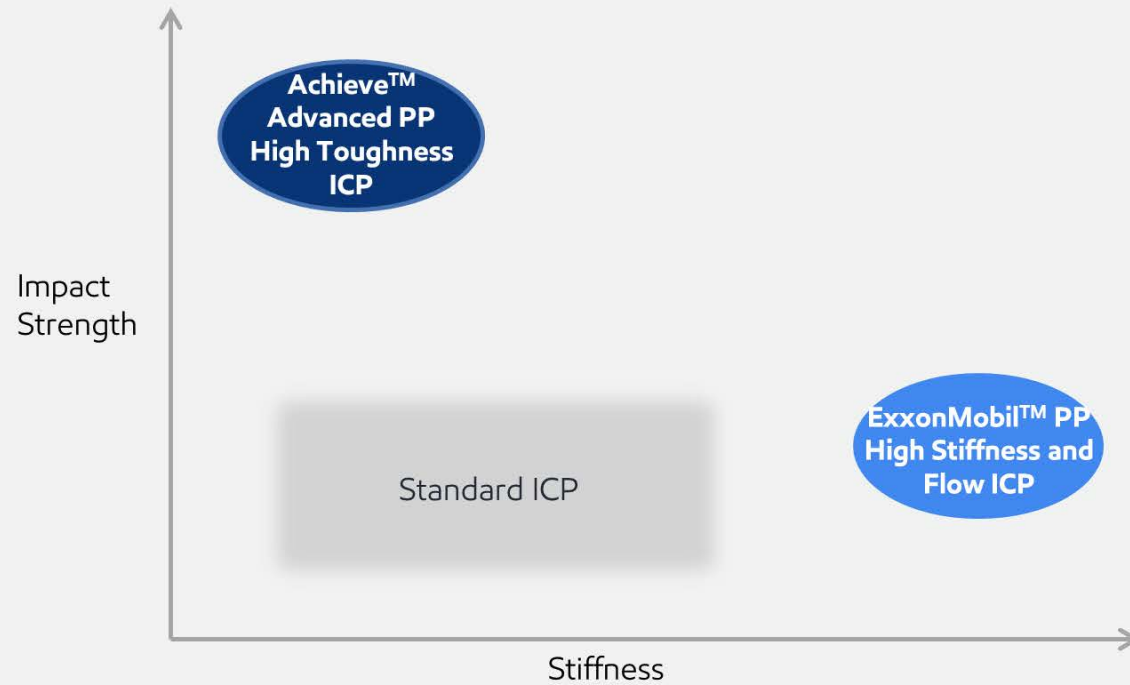 Achieve™
Advanced PP
High Toughness
ICP
Impact
Strength
ExxonMobil™ PP
High Stiffness and
Flow ICP
Standard ICP
Stiffness